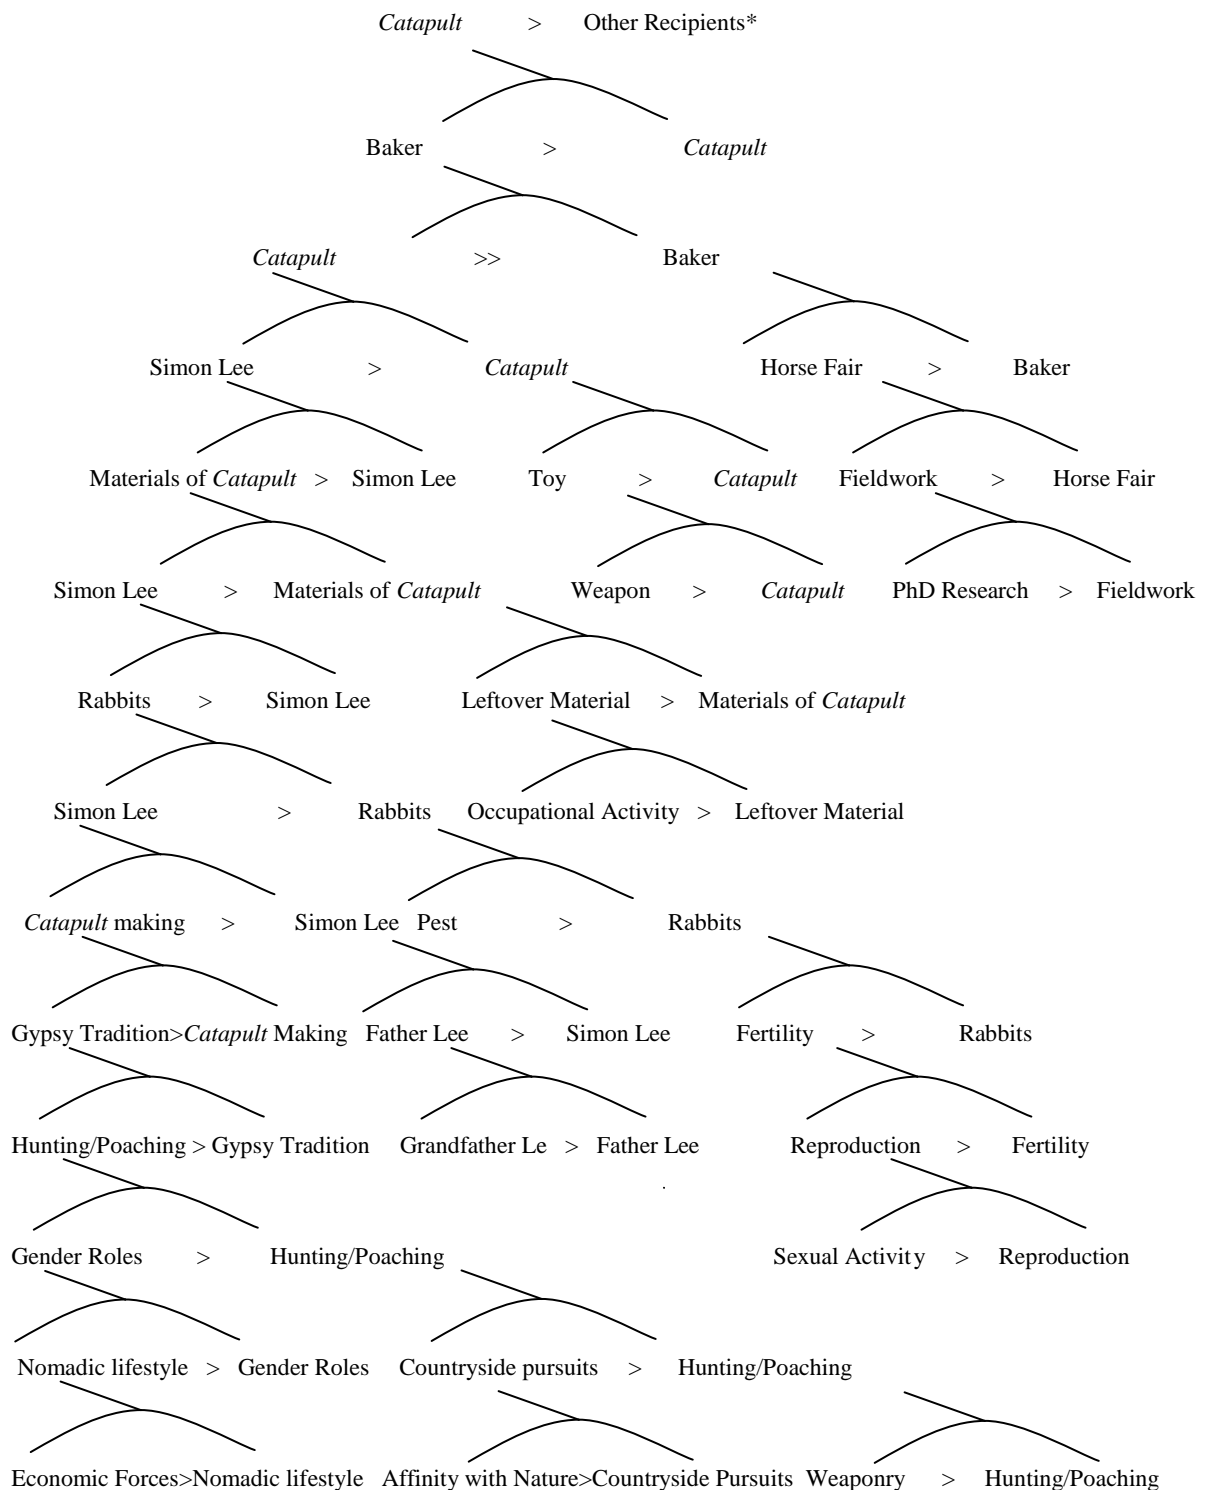 Catapult > Other Recipients*
Baker > Catapult
Catapult >> Baker
Simon Lee > Catapult Horse Fair > Baker
Materials of Catapult > Simon Lee Toy > Catapult Fieldwork > Horse Fair
Simon Lee > Materials of Catapult Weapon > Catapult PhD Research > Fieldwork
Rabbits > Simon Lee Leftover Material > Materials of Catapult
Simon Lee > Rabbits Occupational Activity > Leftover Material
Catapult making > Simon Lee Pest > Rabbits
Gypsy Tradition>Catapult Making Father Lee > Simon Lee Fertility > Rabbits
Hunting/Poaching > Gypsy Tradition Grandfather Le > Father Lee Reproduction > Fertility
Gender Roles > Hunting/Poaching Sexual Activity > Reproduction
Nomadic lifestyle > Gender Roles Countryside pursuits > Hunting/Poaching
Economic Forces>Nomadic lifestyle Affinity with Nature>Countryside Pursuits Weaponry > Hunting/Poaching